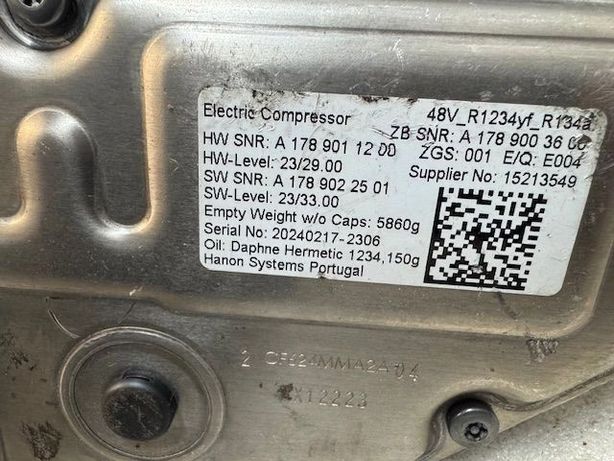 Electric Compressor 48V_R1234yf_R134a
HW SNR: A 178 901 12 00 ZB SNR: A 178 900 36 00
HW-Level: 23/29.00 ZGS: 001 E/Q: E004
SW SNR: A 178 902 25 01 Supplier No: 15213549
SW-Level: 23/33.00
Empty Weight w/o Caps: 5860g
Serial No: 20240217-2306
Oil: Daphne Hermetic 1234,150g
Hanon Systems Portugal